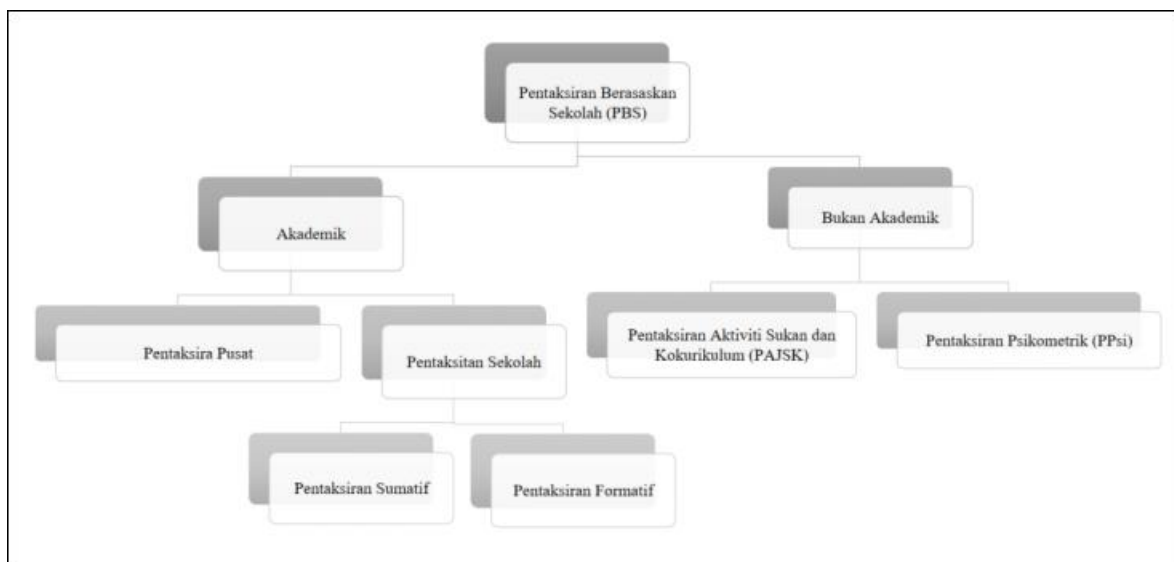 Pentaksiran Berasaskan
Sekolah (PBS)
Akademik
Bukan Akademik
Pentaksira Pusat
Pentaksitan Sekolah
Pentaksiran Aktiviti Sukan dan
Kokurikulum (PAJSK)
Pentaksiran Psikometrik (PPsi)
Pentaksiran Sumatif
Pentaksiran Formatif